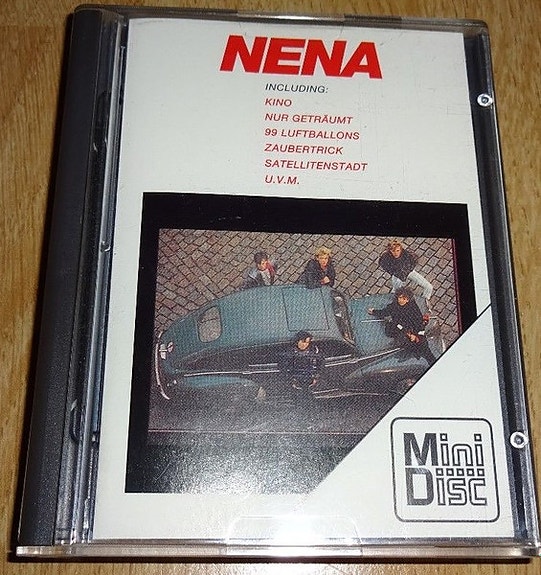 NENA
INCLUDING:
KINO
NUR GETRÄUMT
99 LUFTBALLONS
ZAUBERTRICK
SATELLITENSTADT
U.V.M.
Mini
Disc